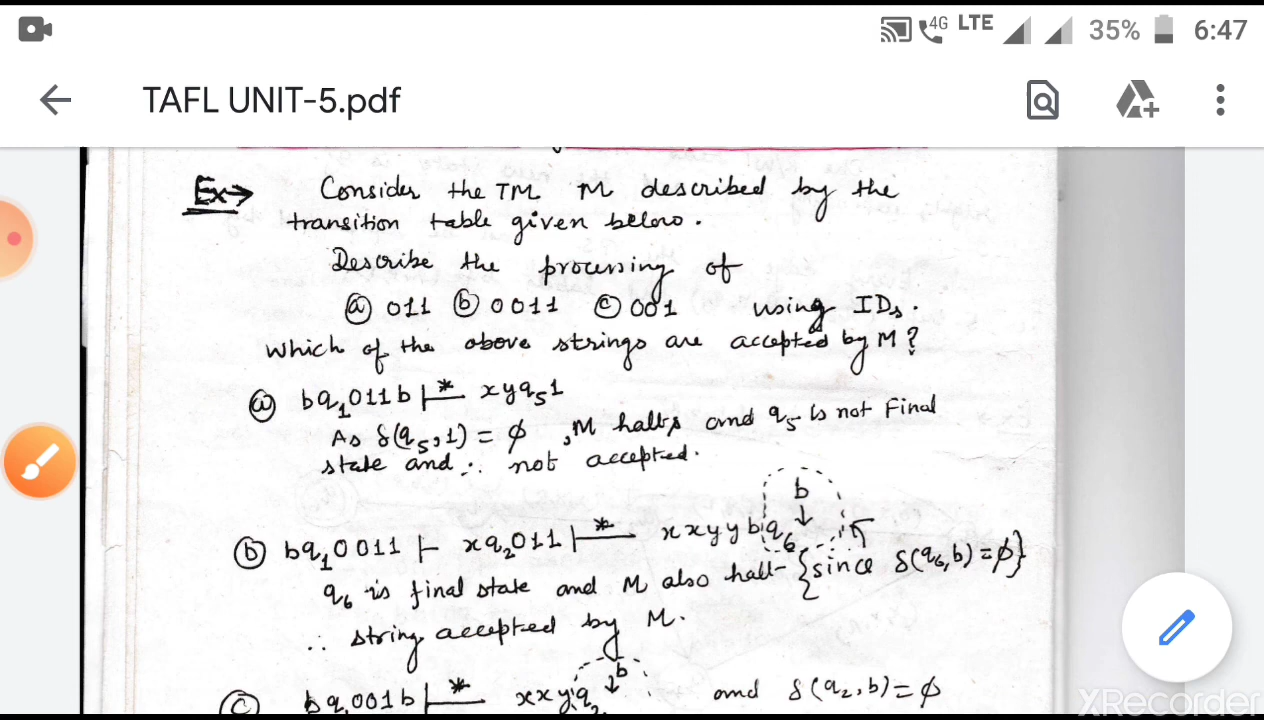 4G LTE 35% 6:47
TAFL UNIT-5.pdf
Ex→ Consider the TM M described by the
transition table given below.
Describe the processing of
ⓐ 011 ⓑ 0011 ⓒ 001 using IDs.
which of the above strings are accepted by M?
ⓐ bq₁011b |-* xyq₅1
As δ(q₅,1) = ϕ , M halts and q₅ is not final
state and ∴ not accepted.
b
↓
ⓑ bq₁0011 |- xq₂011 |-* xxyybq₆
q₆ is final state and M also halt- {since δ(q₆,b)=ϕ}
∴ string accepted by M.
b
↓
ⓒ bq₁001b |-* xxyq₂ and δ(q₂,b)=ϕ
XRecorder